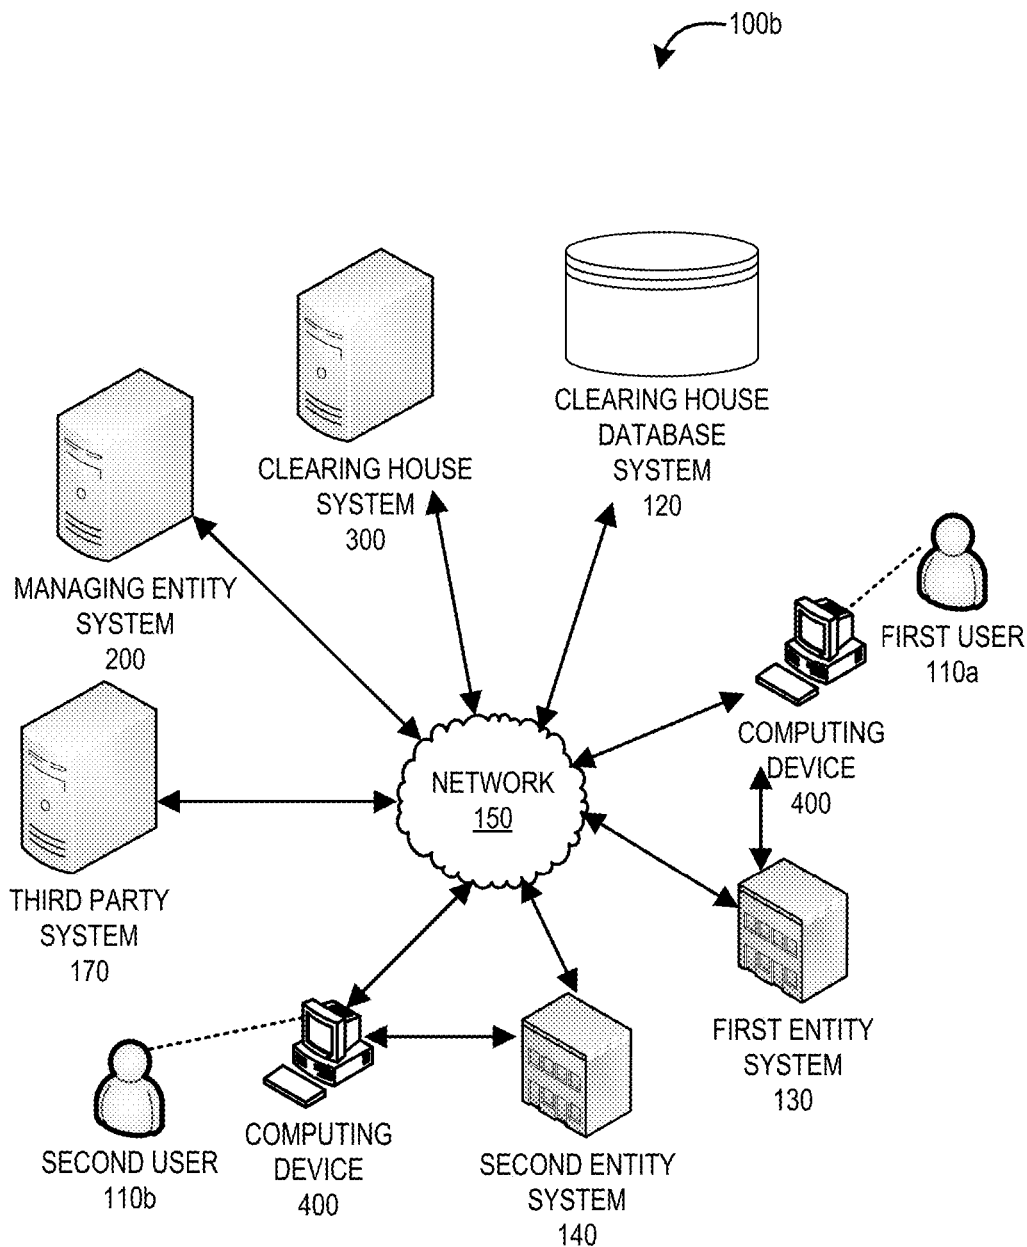 100b
CLEARING HOUSE
DATABASE
SYSTEM
120
CLEARING HOUSE
SYSTEM
300
MANAGING ENTITY
SYSTEM
200
FIRST USER
110a
COMPUTING
DEVICE
400
NETWORK
150
THIRD PARTY
SYSTEM
170
FIRST ENTITY
SYSTEM
130
SECOND USER
110b
COMPUTING
DEVICE
400
SECOND ENTITY
SYSTEM
140